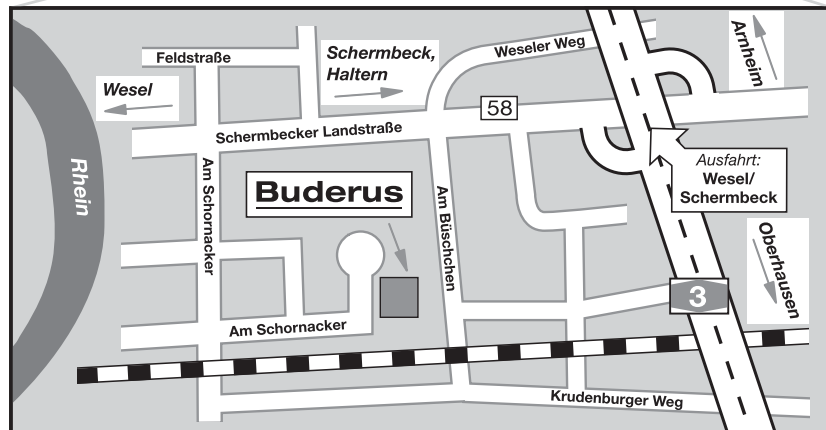 Feldstraße
Wesel
Schermbeck,
Haltern
Weseler Weg
Arnheim
58
Schermbecker Landstraße
Ausfahrt:
Wesel/
Schermbeck
Rhein
Am Schornacker
Buderus
Am Büschchen
Oberhausen
3
Am Schornacker
Krudenburger Weg